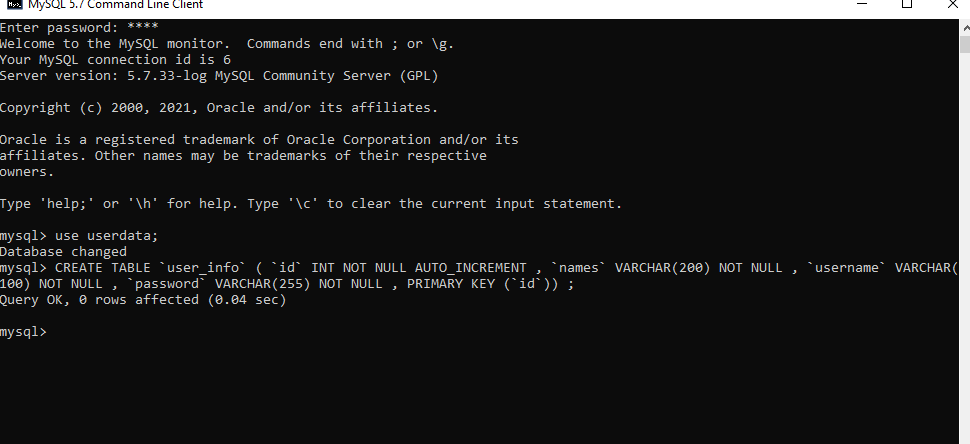 MySQL 5.7 Command Line Client
Enter password: ****
Welcome to the MySQL monitor.  Commands end with ; or \g.
Your MySQL connection id is 6
Server version: 5.7.33-log MySQL Community Server (GPL)
Copyright (c) 2000, 2021, Oracle and/or its affiliates.
Oracle is a registered trademark of Oracle Corporation and/or its
affiliates. Other names may be trademarks of their respective
owners.
Type 'help;' or '\h' for help. Type '\c' to clear the current input statement.
mysql> use userdata;
Database changed
mysql> CREATE TABLE `user_info` ( `id` INT NOT NULL AUTO_INCREMENT , `names` VARCHAR(200) NOT NULL , `username` VARCHAR(
100) NOT NULL , `password` VARCHAR(255) NOT NULL , PRIMARY KEY (`id`)) ;
Query OK, 0 rows affected (0.04 sec)
mysql>